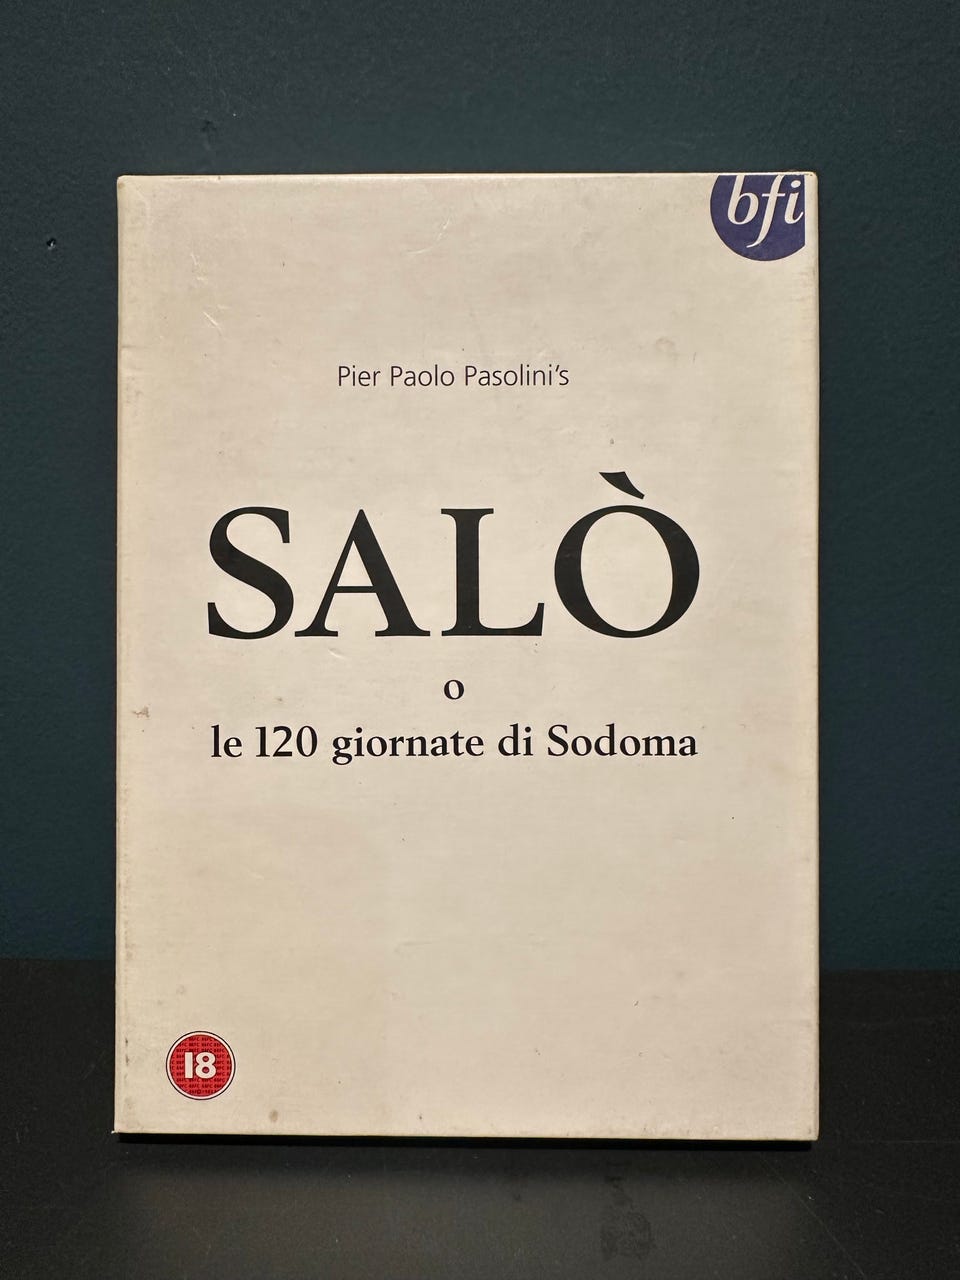 bfi
Pier Paolo Pasolini's
SALÒ
o
le 120 giornate di Sodoma
18